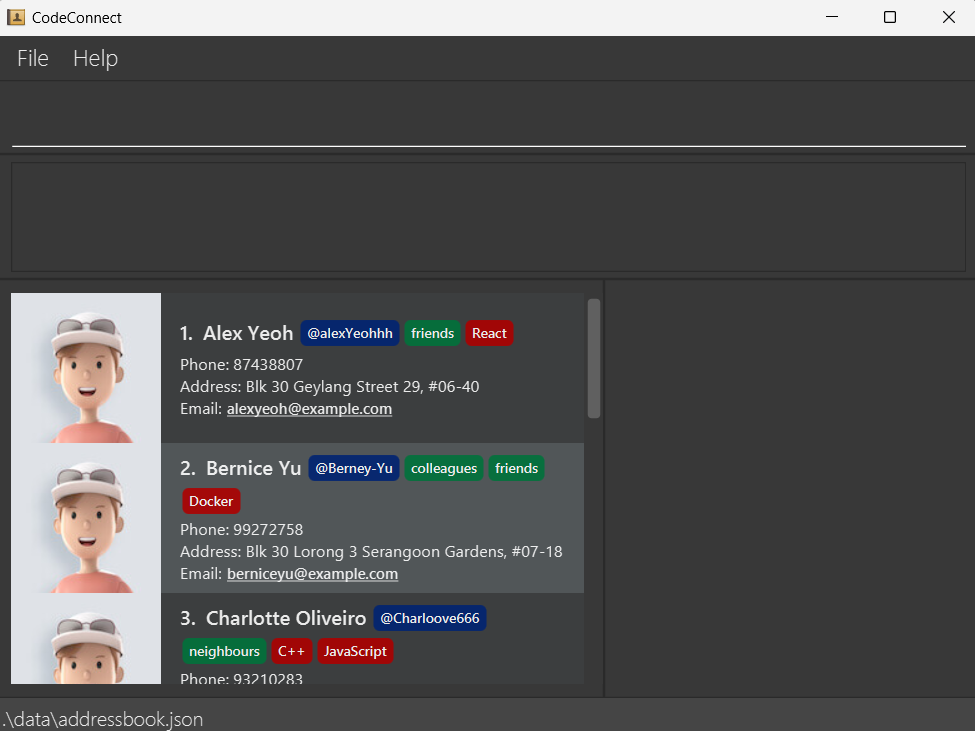 CodeConnect
File Help
1. Alex Yeoh @alexYeohhh friends React
Phone: 87438807
Address: Blk 30 Geylang Street 29, #06-40
Email: alexyeoh@example.com
2. Bernice Yu @Berney-Yu colleagues friends
Docker
Phone: 99272758
Address: Blk 30 Lorong 3 Serangoon Gardens, #07-18
Email: berniceyu@example.com
3. Charlotte Oliveiro @Charloove666
neighbours C++ JavaScript
Phone: 93210283
.\data\addressbook.json